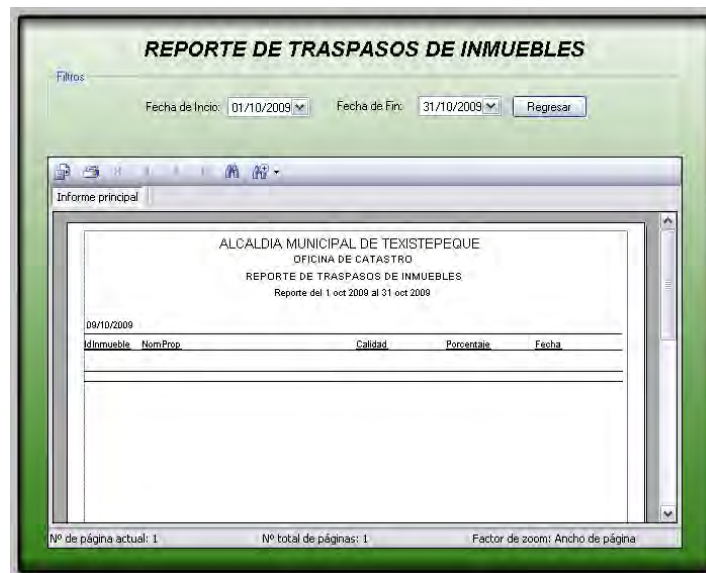 REPORTE DE TRASPASOS DE INMUEBLES
Filtros
Fecha de Incio: 01/10/2009 Fecha de Fin: 31/10/2009 Regresar
Informe principal
ALCALDIA MUNICIPAL DE TEXISTEPEQUE
OFICINA DE CATASTRO
REPORTE DE TRASPASOS DE INMUEBLES
Reporte del 1 oct 2009 al 31 oct 2009
09/10/2009
IdInmueble NomProp Calidad Porcentaje Fecha
Nº de página actual: 1 Nº total de páginas: 1 Factor de zoom: Ancho de página